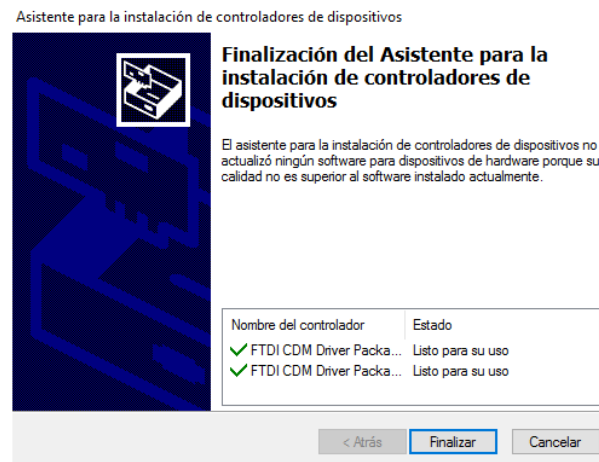 Asistente para la instalación de controladores de dispositivos
Finalización del Asistente para la
instalación de controladores de
dispositivos
El asistente para la instalación de controladores de dispositivos no
actualizó ningún software para dispositivos de hardware porque su
calidad no es superior al software instalado actualmente.
Nombre del controlador Estado
FTDI CDM Driver Packa... Listo para su uso
FTDI CDM Driver Packa... Listo para su uso
< Atrás Finalizar Cancelar